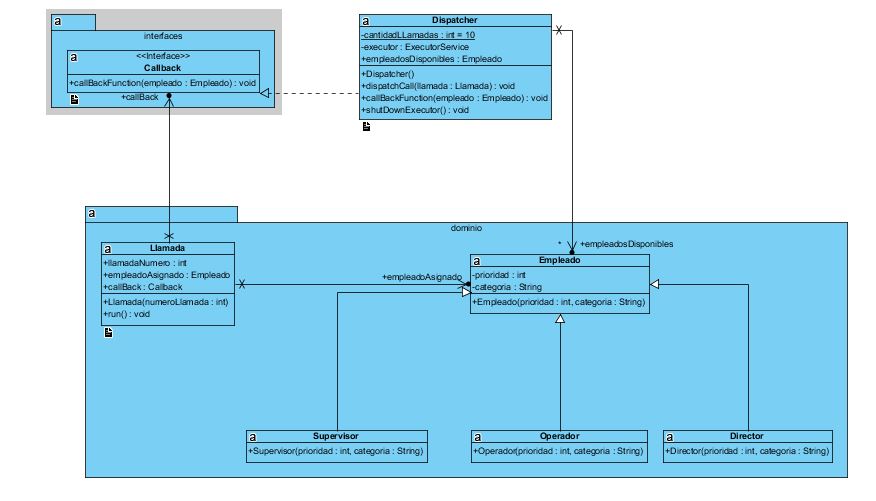 a
interfaces
a
<<Interface>>
Callback
+callBackFunction(empleado : Empleado) : void
+callBack
a
Dispatcher
-cantidadLLamadas : int = 10
-executor : ExecutorService
+empleadosDisponibles : Empleado
+Dispatcher()
+dispatchCall(llamada : Llamada) : void
+callBackFunction(empleado : Empleado) : void
+shutDownExecutor() : void
a
dominio
a
Llamada
+llamadaNumero : int
+empleadoAsignado : Empleado
+callBack : Callback
+Llamada(numeroLlamada : int)
+run() : void
+empleadoAsignado
*
+empleadosDisponibles
a
Empleado
-prioridad : int
-categoria : String
+Empleado(prioridad : int, categoria : String)
a
Supervisor
+Supervisor(prioridad : int, categoria : String)
a
Operador
+Operador(prioridad : int, categoria : String)
a
Director
+Director(prioridad : int, categoria : String)